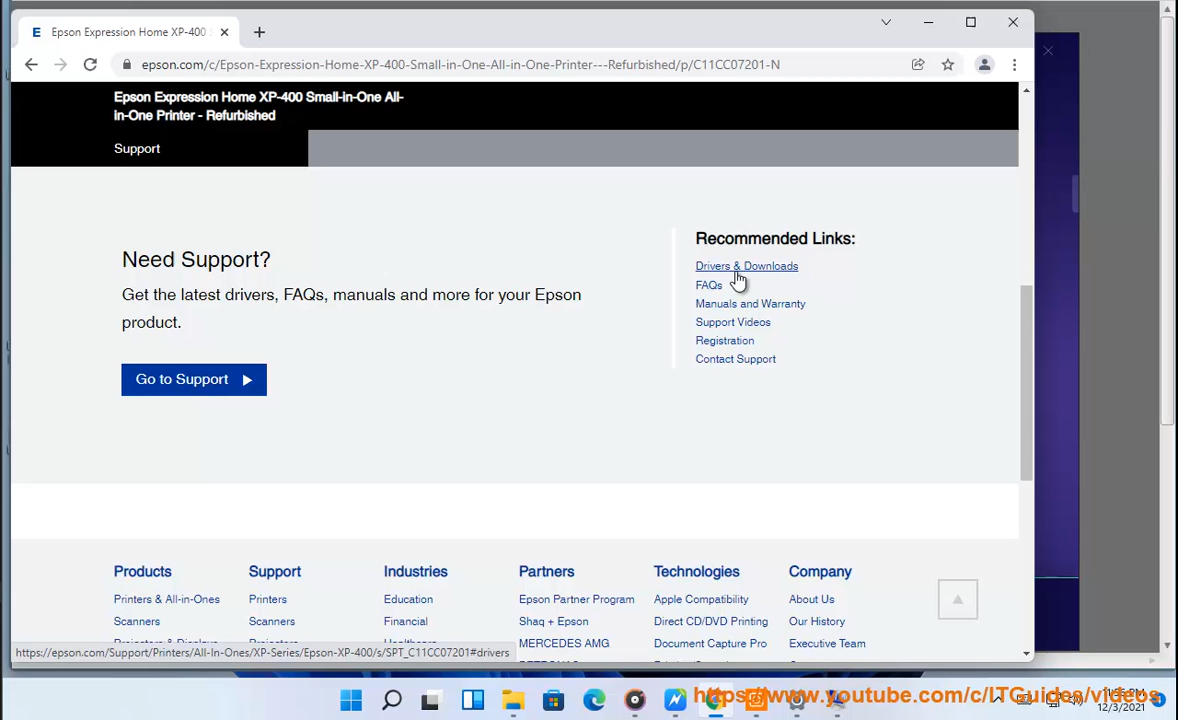 Epson Expression Home XP-400
epson.com/c/Epson-Expression-Home-XP-400-Small-in-One-All-in-One-Printer---Refurbished/p/C11CC07201-N
Epson Expression Home XP-400 Small-in-One All-
in-One Printer - Refurbished
Support
Need Support?
Get the latest drivers, FAQs, manuals and more for your Epson
product.
Go to Support
Recommended Links:
Drivers & Downloads
FAQs
Manuals and Warranty
Support Videos
Registration
Contact Support
Products
Printers & All-in-Ones
Scanners
Projectors & Displays
Support
Printers
Scanners
Projectors
Industries
Education
Financial
Healthcare
Partners
Epson Partner Program
Shaq + Epson
MERCEDES AMG
Technologies
Apple Compatibility
Direct CD/DVD Printing
Document Capture Pro
Company
About Us
Our History
Executive Team
https://epson.com/Support/Printers/All-In-Ones/XP-Series/Epson-XP-400/s/SPT_C11CC07201#drivers
https://www.youtube.com/c/ITGuides/videos
12/3/2021